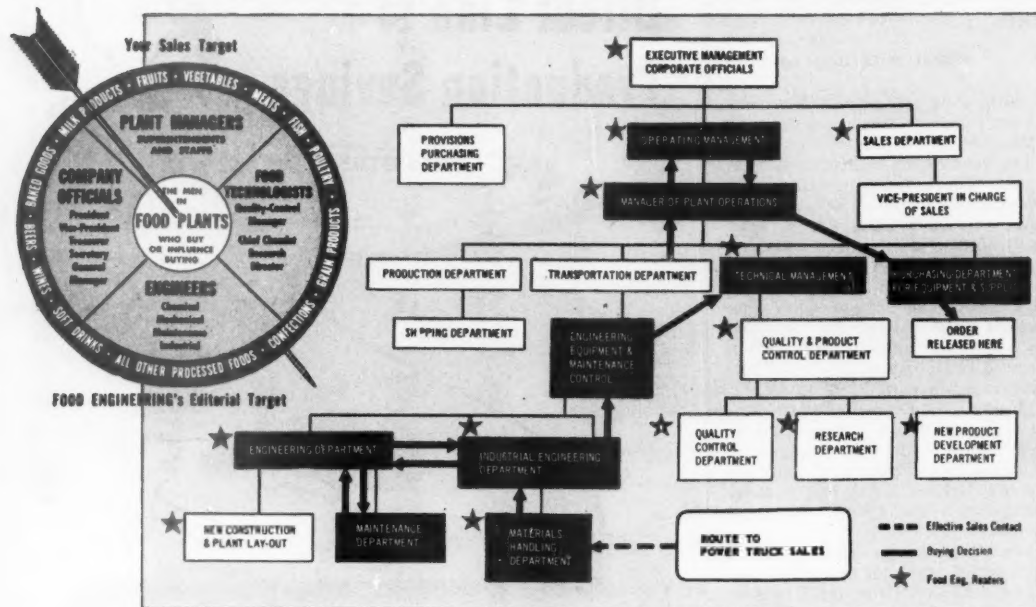 Your Sales Target
MILK PRODUCTS · FRUITS · VEGETABLES · MEATS · FISH · POULTRY · GRAIN PRODUCTS · CONFECTIONS · ALL OTHER PROCESSED FOODS · SOFT DRINKS · WINES · BEERS · BAKED GOODS
PLANT MANAGERS
SUPERINTENDENTS
AND STAFFS
COMPANY
OFFICIALS
President
Vice-President
Treasurer
Secretary
General
Manager
THE MEN
IN
FOOD PLANTS
WHO BUY
OR INFLUENCE
BUYING
FOOD
TECHNOLOGISTS
Quality-Control
Manager
Chief Chemist
Research
Director
ENGINEERS
Chemical
Mechanical
Maintenance
Industrial
FOOD ENGINEERING's Editorial Target
EXECUTIVE MANAGEMENT
CORPORATE OFFICIALS
PROVISIONS
PURCHASING
DEPARTMENT
OPERATING MANAGEMENT
SALES DEPARTMENT
MANAGER OF PLANT OPERATIONS
VICE-PRESIDENT IN CHARGE
OF SALES
PRODUCTION DEPARTMENT
TRANSPORTATION DEPARTMENT
TECHNICAL MANAGEMENT
PURCHASING DEPARTMENT
FOR EQUIPMENT & SUPPLY
SHIPPING DEPARTMENT
ENGINEERING
EQUIPMENT &
MAINTENANCE
CONTROL
QUALITY & PRODUCT
CONTROL DEPARTMENT
ORDER
RELEASED HERE
ENGINEERING DEPARTMENT
INDUSTRIAL ENGINEERING
DEPARTMENT
QUALITY
CONTROL
DEPARTMENT
RESEARCH
DEPARTMENT
NEW PRODUCT
DEVELOPMENT
DEPARTMENT
NEW CONSTRUCTION
& PLANT LAY-OUT
MAINTENANCE
DEPARTMENT
MATERIALS
HANDLING
DEPARTMENT
ROUTE TO
POWER TRUCK SALES
Effective Sales Contact
Buying Decision
Food Eng. Readers